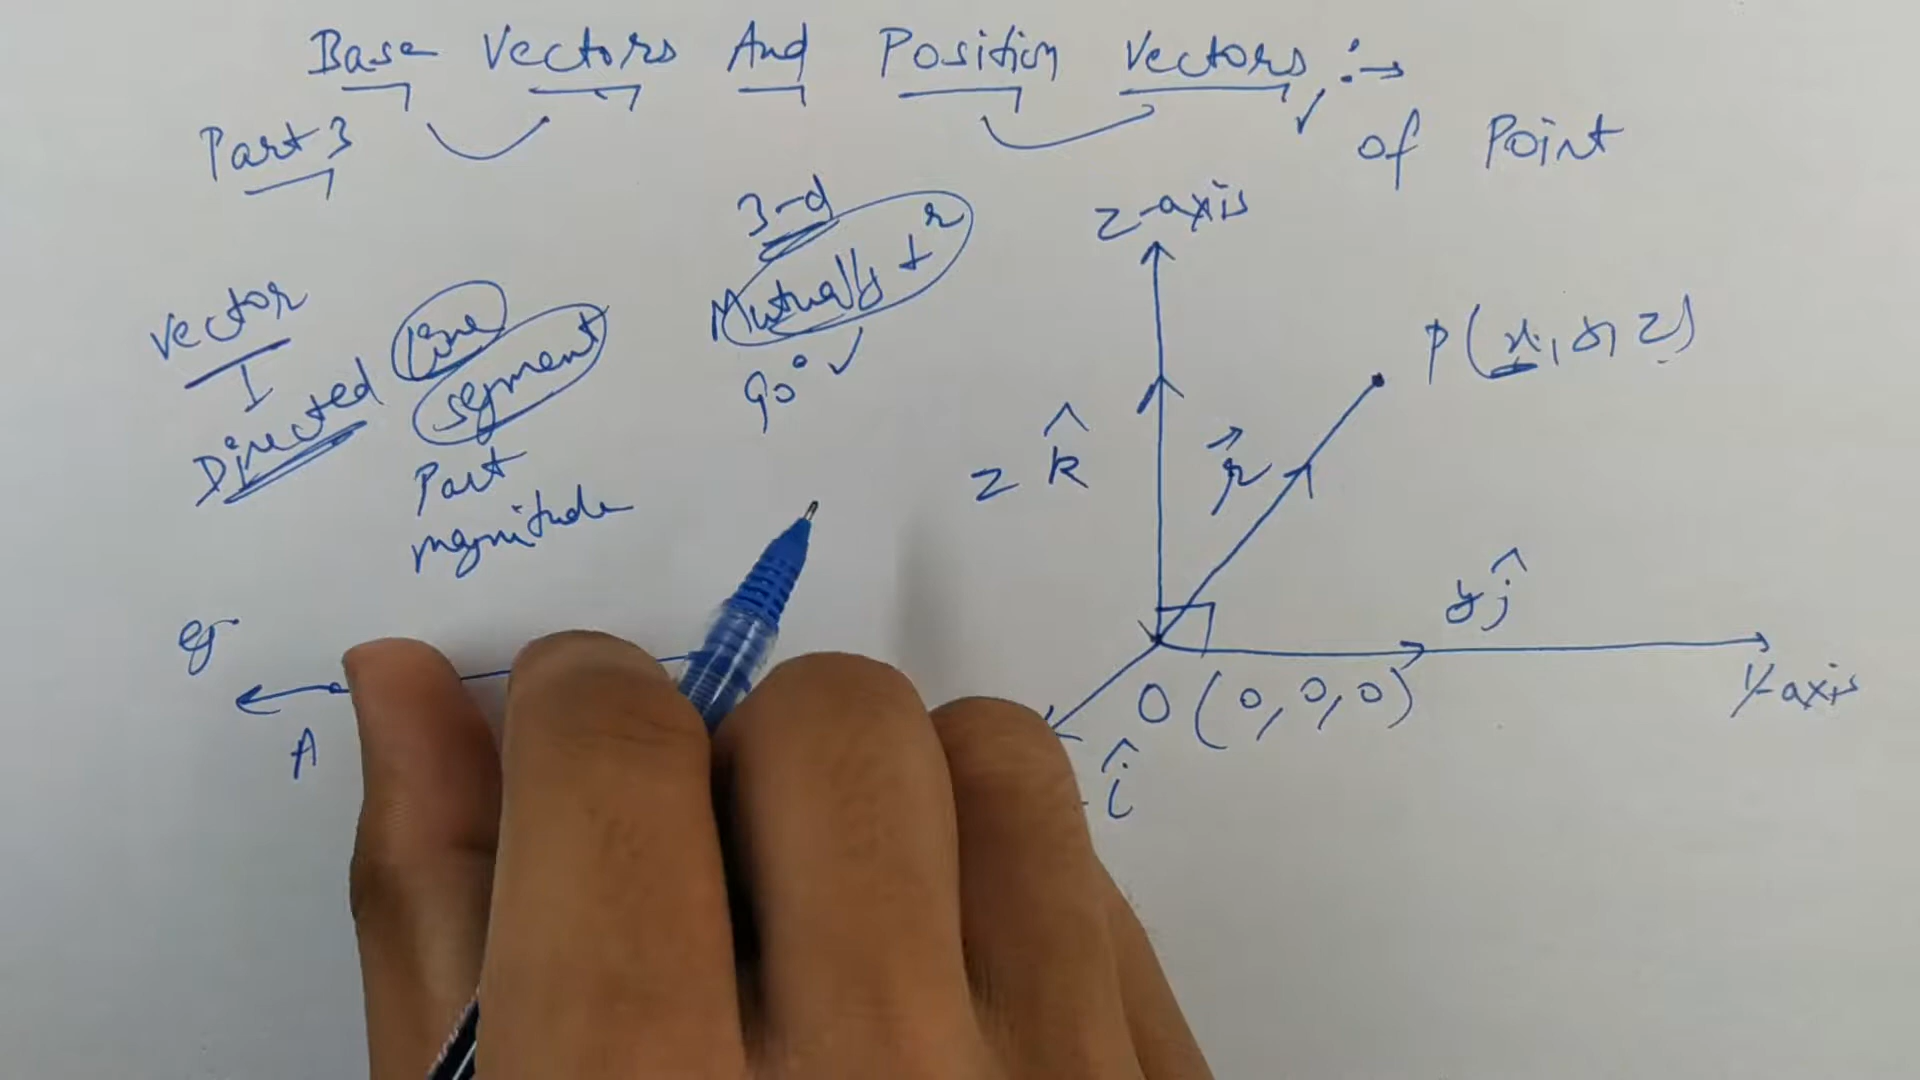 Base Vectors And Position Vectors :→
of Point
Part 3
3-d
Mutually ⊥ r
90° ✓
Vector
Directed line
segment
Part
magnitude
eg
A
z-axis
P(x, y, z)
z k̂
r⃗
y ĵ
Y-axis
O (0, 0, 0)
î